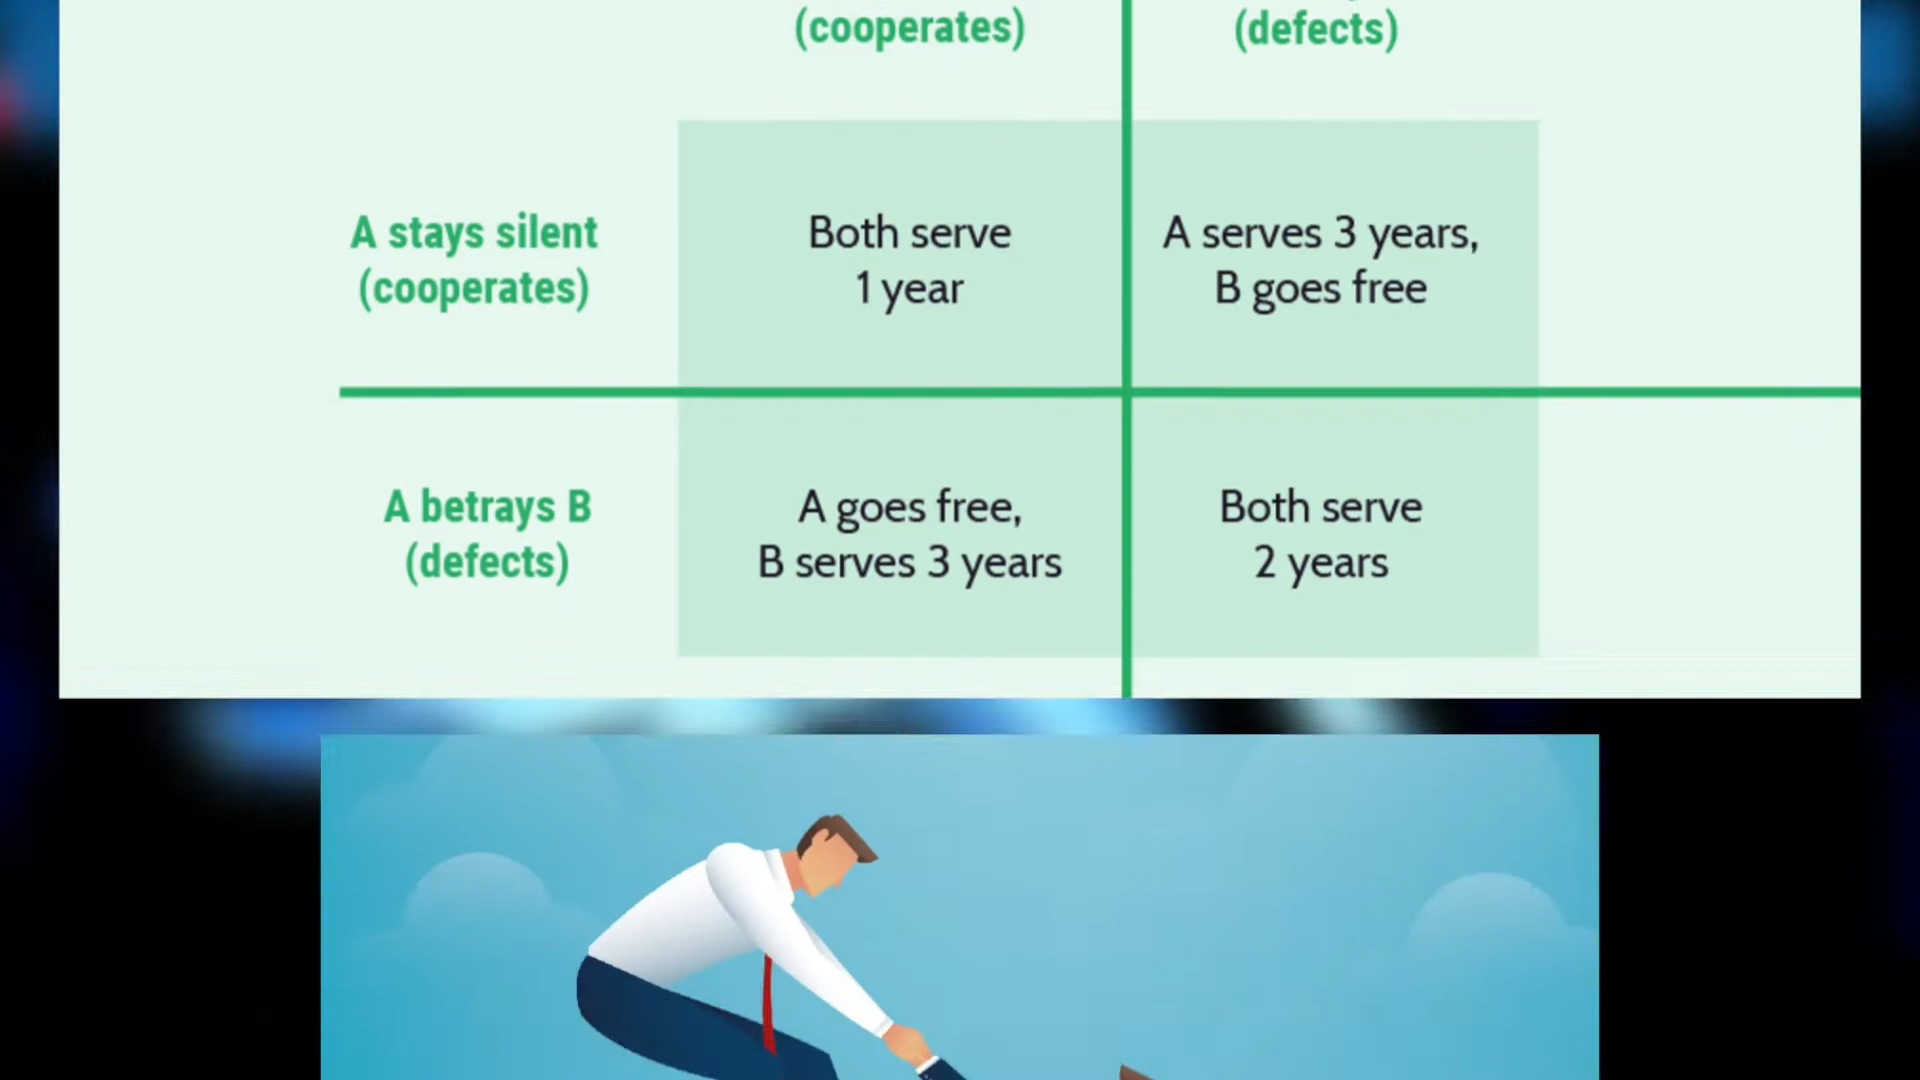 (cooperates)
(defects)
A stays silent
(cooperates)
Both serve
1 year
A serves 3 years,
B goes free
A betrays B
(defects)
A goes free,
B serves 3 years
Both serve
2 years